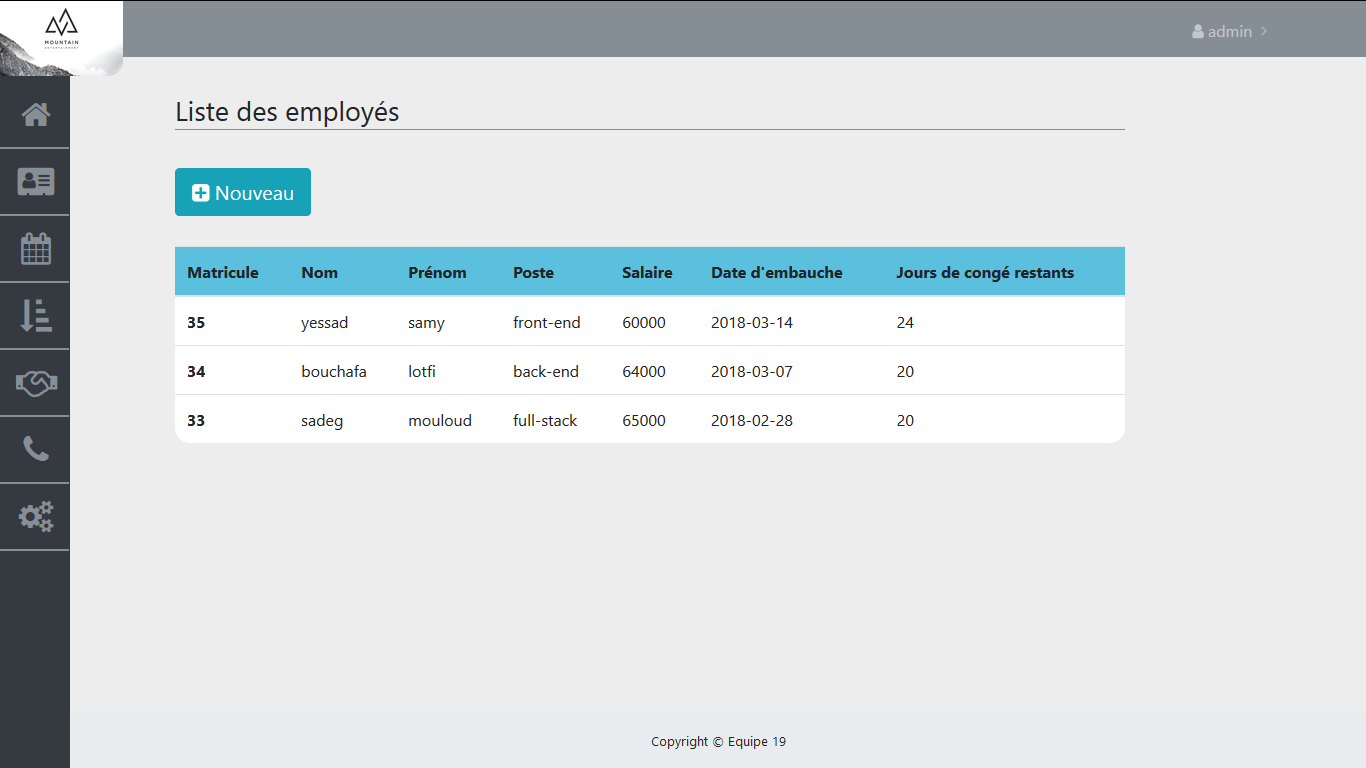 MOUNTAIN
ENTERTAINMENT
admin
Liste des employés
Nouveau
Matricule Nom Prénom Poste Salaire Date d'embauche Jours de congé restants
35 yessad samy front-end 60000 2018-03-14 24
34 bouchafa lotfi back-end 64000 2018-03-07 20
33 sadeg mouloud full-stack 65000 2018-02-28 20
Copyright © Equipe 19